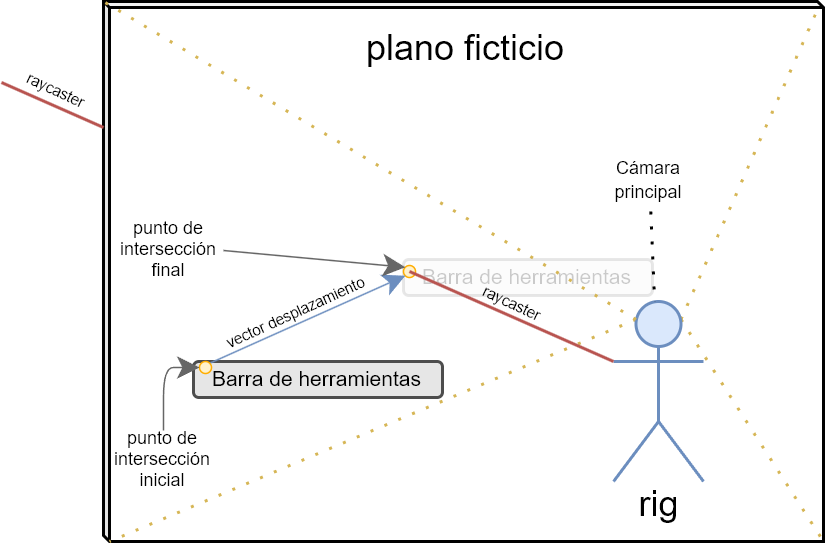 plano ficticio
raycaster
Cámara
principal
punto de
intersección
final
Barra de herramientas
raycaster
vector desplazamiento
Barra de herramientas
punto de
intersección
inicial
rig